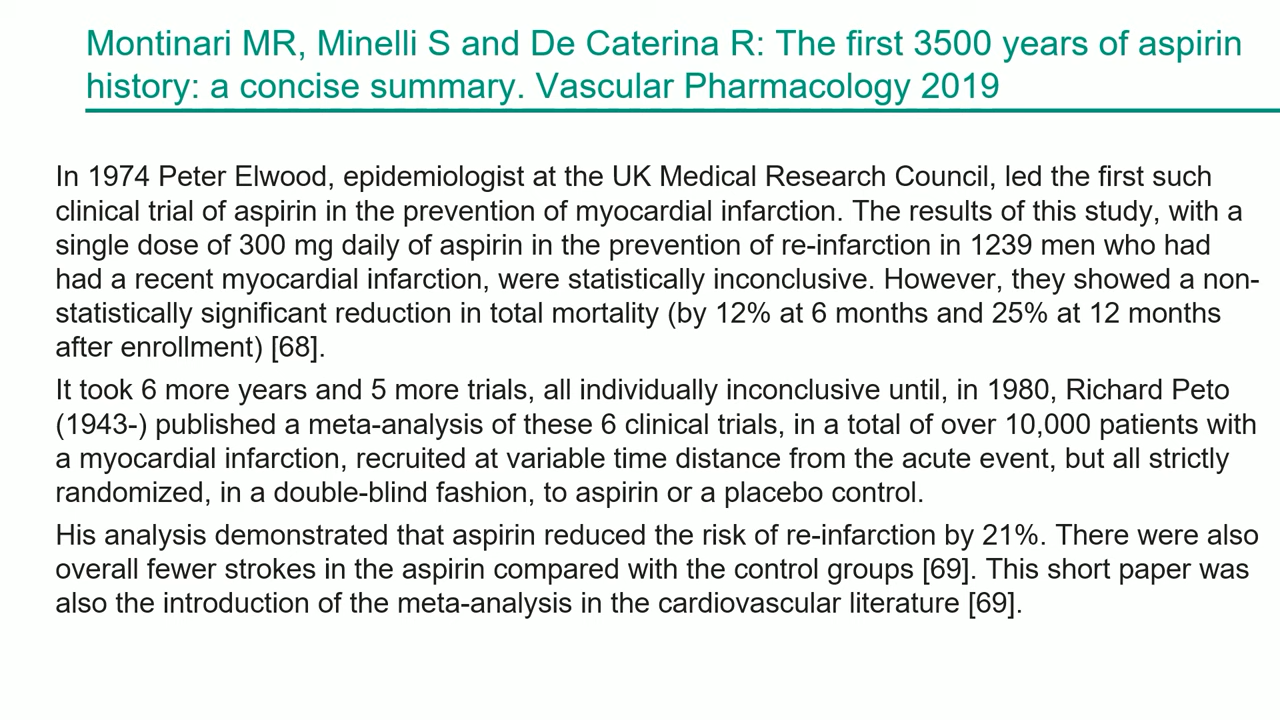 Montinari MR, Minelli S and De Caterina R: The first 3500 years of aspirin
history: a concise summary. Vascular Pharmacology 2019
In 1974 Peter Elwood, epidemiologist at the UK Medical Research Council, led the first such
clinical trial of aspirin in the prevention of myocardial infarction. The results of this study, with a
single dose of 300 mg daily of aspirin in the prevention of re-infarction in 1239 men who had
had a recent myocardial infarction, were statistically inconclusive. However, they showed a non-
statistically significant reduction in total mortality (by 12% at 6 months and 25% at 12 months
after enrollment) [68].
It took 6 more years and 5 more trials, all individually inconclusive until, in 1980, Richard Peto
(1943-) published a meta-analysis of these 6 clinical trials, in a total of over 10,000 patients with
a myocardial infarction, recruited at variable time distance from the acute event, but all strictly
randomized, in a double-blind fashion, to aspirin or a placebo control.
His analysis demonstrated that aspirin reduced the risk of re-infarction by 21%. There were also
overall fewer strokes in the aspirin compared with the control groups [69]. This short paper was
also the introduction of the meta-analysis in the cardiovascular literature [69].